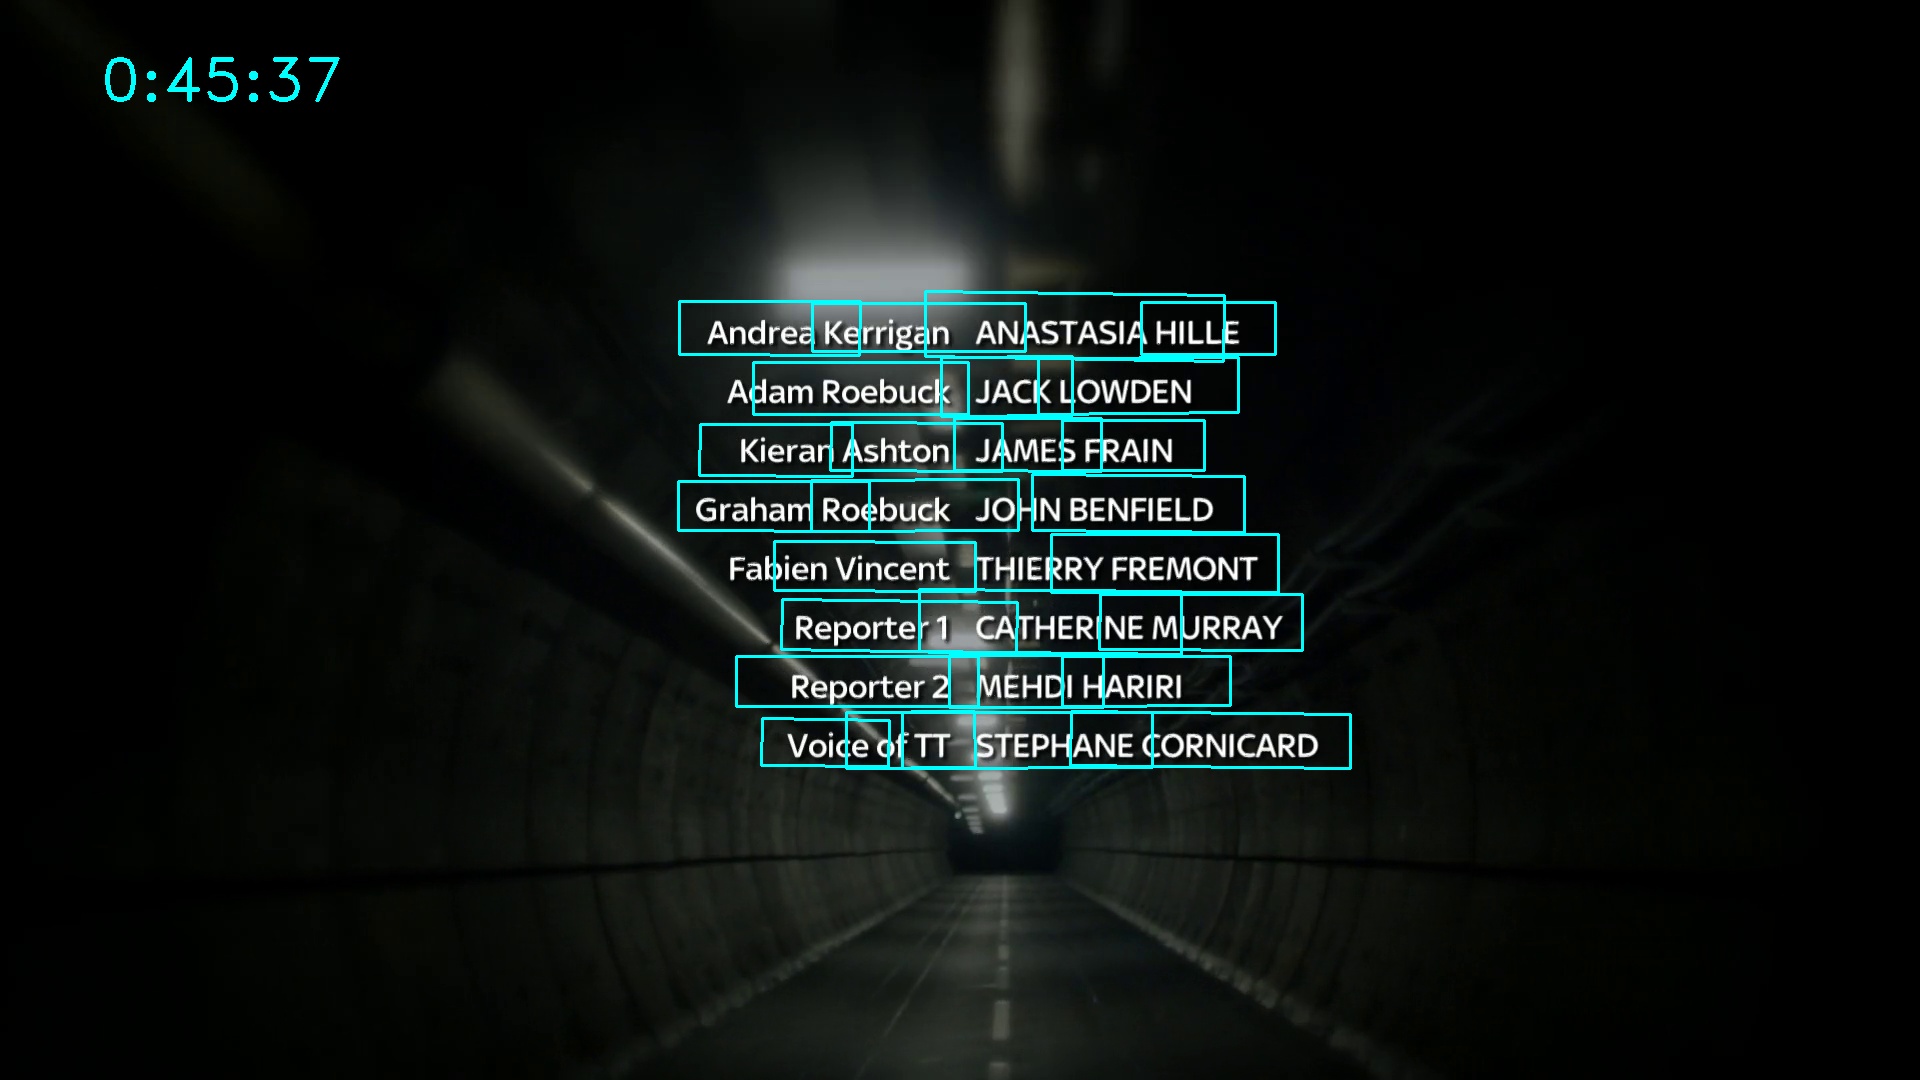 0:45:37
Andrea Kerrigan ANASTASIA HILLE
Adam Roebuck JACK LOWDEN
Kieran Ashton JAMES FRAIN
Graham Roebuck JOHN BENFIELD
Fabien Vincent THIERRY FREMONT
Reporter 1 CATHERINE MURRAY
Reporter 2 MEHDI HARIRI
Voice of TT STEPHANE CORNICARD